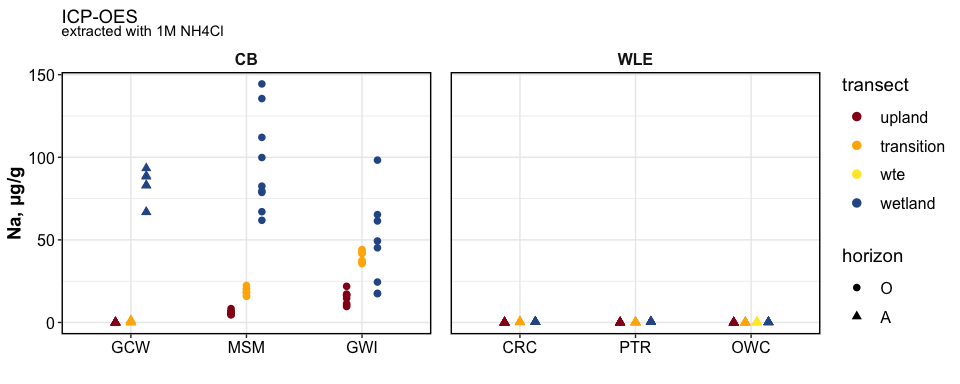 ICP-OES
extracted with 1M NH4Cl
CB
WLE
Na, µg/g
150
100
50
0
GCW
MSM
GWI
CRC
PTR
OWC
transect
upland
transition
wte
wetland
horizon
O
A